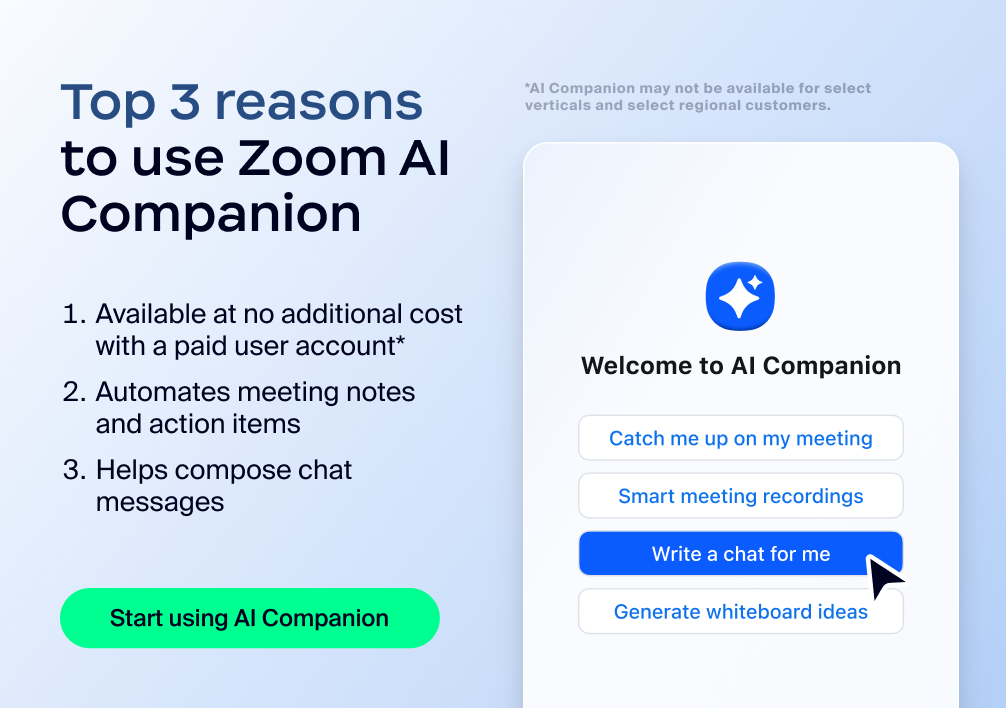 Top 3 reasons
to use Zoom AI
Companion
1. Available at no additional cost
with a paid user account*
2. Automates meeting notes
and action items
3. Helps compose chat
messages
Start using AI Companion
*AI Companion may not be available for select
verticals and select regional customers.
Welcome to AI Companion
Catch me up on my meeting
Smart meeting recordings
Write a chat for me
Generate whiteboard ideas